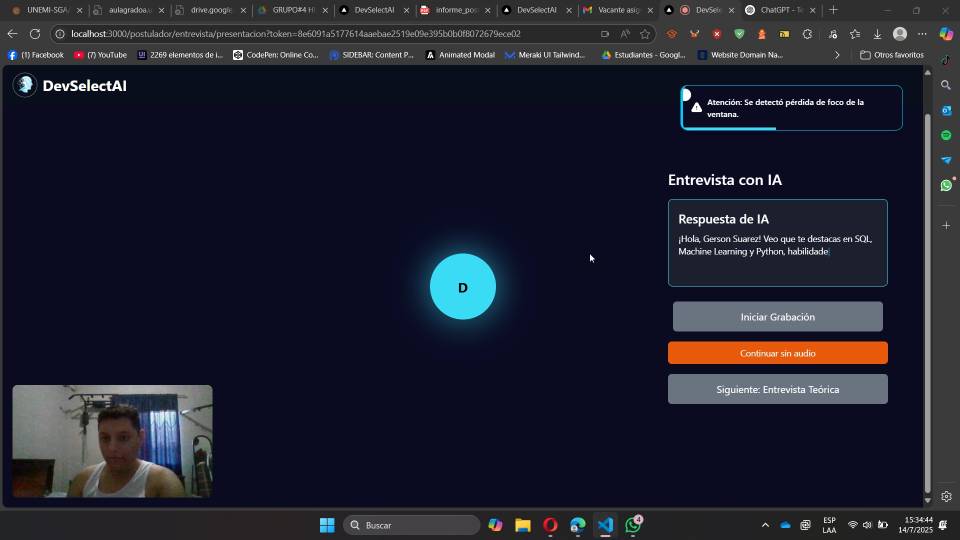 UNEMI-SGA
aulagradoa.u
drive.google.
GRUPO#4 H
DevSelectAI
informe_pos
DevSelectAI
Vacante asig
DevSele
ChatGPT - Te
localhost:3000/postulador/entrevista/presentacion?token=8e6091a5177614aaebae2519e09e395b0b0f8072679ece02
(1) Facebook
(7) YouTube
2269 elementos de i...
CodePen: Online Co...
SIDEBAR: Content P...
Animated Modal
Meraki UI Tailwind...
Estudiantes - Googl...
Website Domain Na...
Otros favoritos
DevSelectAI
Atención: Se detectó pérdida de foco de la
ventana.
Entrevista con IA
Respuesta de IA
¡Hola, Gerson Suarez! Veo que te destacas en SQL,
Machine Learning y Python, habilidade
D
Iniciar Grabación
Continuar sin audio
Siguiente: Entrevista Teórica
Buscar
4
ESP
LAA
15:34:44
14/7/2025